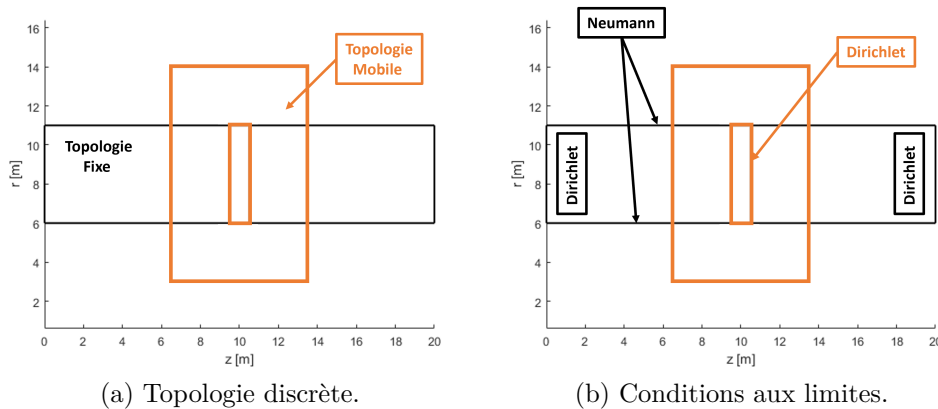 16
14
12
10
8
6
4
2
r [m]
0
2
4
6
8
10
12
14
16
18
20
z [m]
Topologie
Mobile
Topologie
Fixe
(a) Topologie discrète.
16
14
12
10
8
6
4
2
r [m]
0
2
4
6
8
10
12
14
16
18
20
z [m]
Neumann
Dirichlet
Dirichlet
Dirichlet
(b) Conditions aux limites.